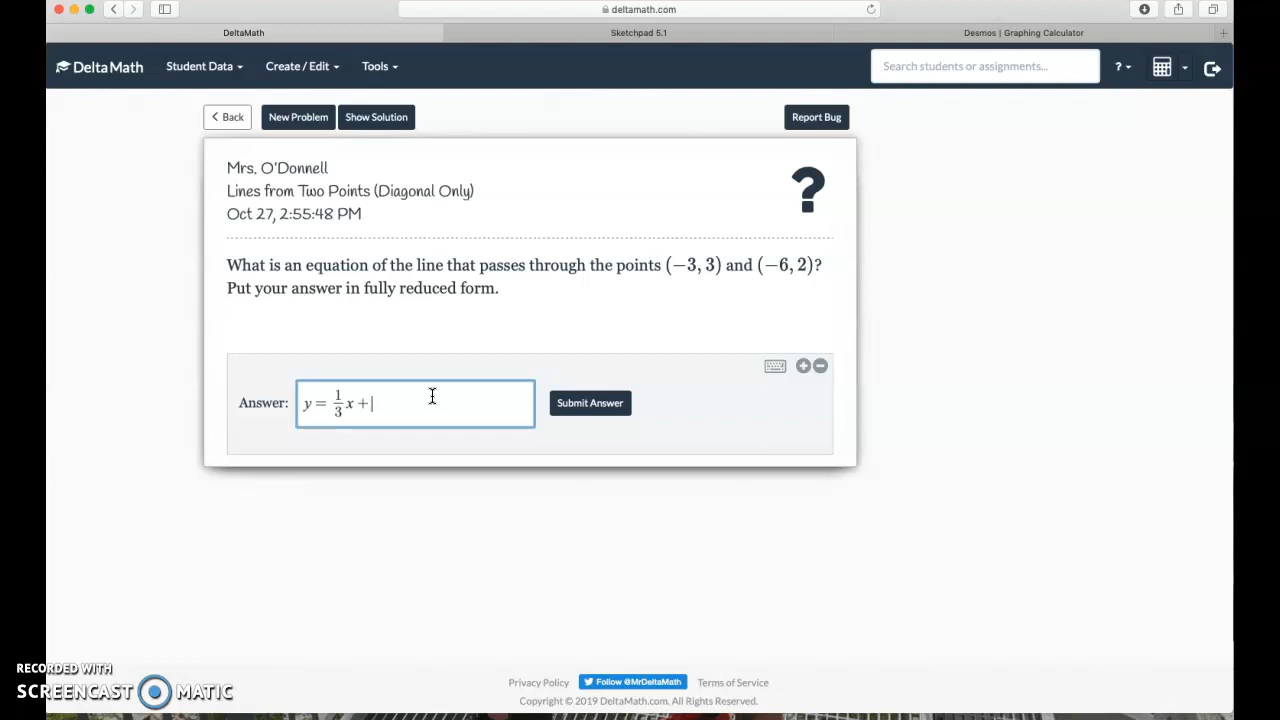 deltamath.com
DeltaMath
Sketchpad 5.1
Desmos | Graphing Calculator
DeltaMath
Student Data
Create / Edit
Tools
Search students or assignments...
?
Back
New Problem
Show Solution
Report Bug
Mrs. O'Donnell
Lines from Two Points (Diagonal Only)
Oct 27, 2:55:48 PM
?
What is an equation of the line that passes through the points (−3, 3) and (−6, 2)?
Put your answer in fully reduced form.
Answer: y = 1/3 x +
Submit Answer
RECORDED WITH
SCREENCAST MATIC
Privacy Policy
Follow @MrDeltaMath
Terms of Service
Copyright © 2019 DeltaMath.com. All Rights Reserved.